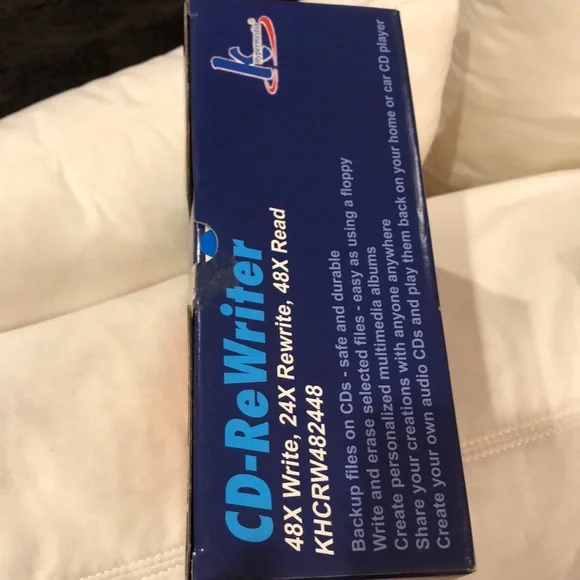 k
hypermedia
CD-ReWriter
48X Write, 24X Rewrite, 48X Read
KHCRW482448
Backup files on CDs - safe and durable
Write and erase selected files - easy as using a floppy
Create personalized multimedia albums
Share your creations with anyone anywhere
Create your own audio CDs and play them back on your home or car CD player